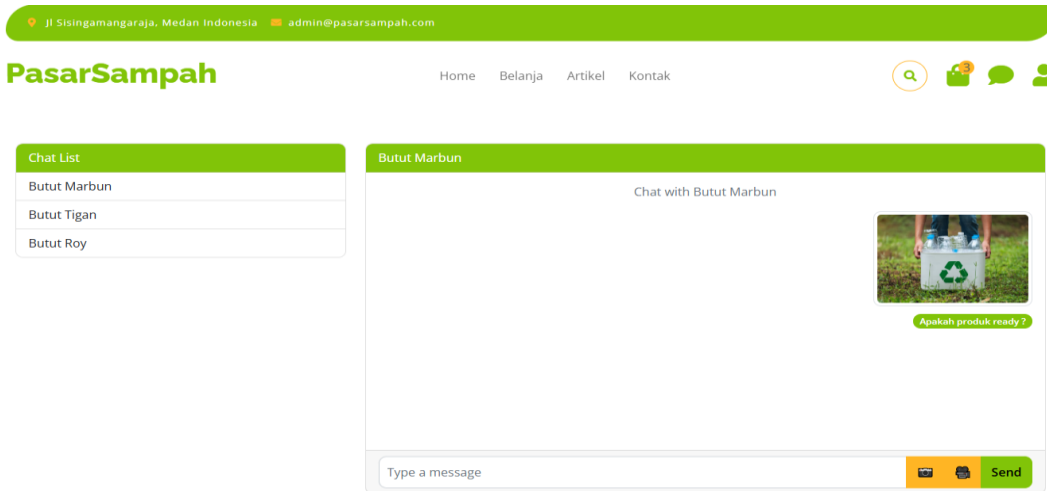 Jl Sisingamangaraja, Medan Indonesia admin@pasarsampah.com
PasarSampah
Home Belanja Artikel Kontak
3
Chat List
Butut Marbun
Butut Tigan
Butut Roy
Butut Marbun
Chat with Butut Marbun
Apakah produk ready ?
Type a message
Send